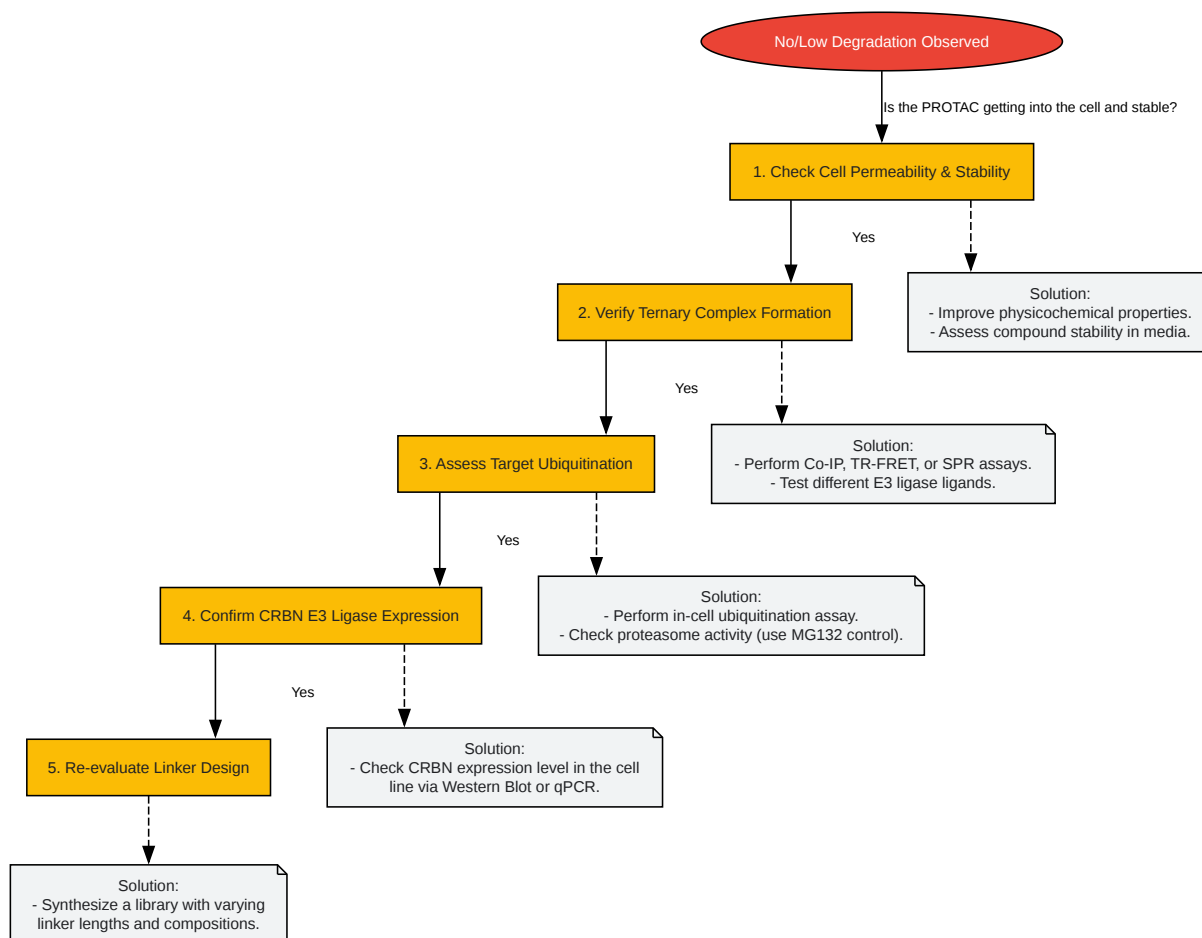 No/Low Degradation Observed
Is the PROTAC getting into the cell and stable?
1. Check Cell Permeability & Stability
Yes
Solution:
- Improve physicochemical properties.
- Assess compound stability in media.
2. Verify Ternary Complex Formation
Yes
Solution:
- Perform Co-IP, TR-FRET, or SPR assays.
- Test different E3 ligase ligands.
3. Assess Target Ubiquitination
Yes
Solution:
- Perform in-cell ubiquitination assay.
- Check proteasome activity (use MG132 control).
4. Confirm CRBN E3 Ligase Expression
Yes
Solution:
- Check CRBN expression level in the cell
line via Western Blot or qPCR.
5. Re-evaluate Linker Design
Solution:
- Synthesize a library with varying
linker lengths and compositions.